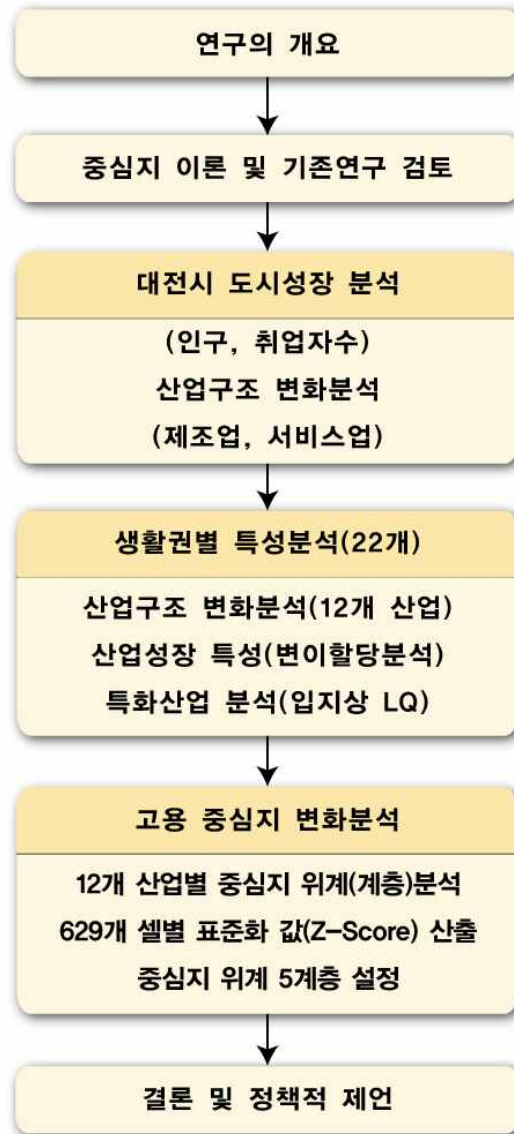 연구의 개요
중심지 이론 및 기존연구 검토
대전시 도시성장 분석
(인구, 취업자수)
산업구조 변화분석
(제조업, 서비스업)
생활권별 특성분석(22개)
산업구조 변화분석(12개 산업)
산업성장 특성(변이할당분석)
특화산업 분석(입지상 LQ)
고용 중심지 변화분석
12개 산업별 중심지 위계(계층)분석
629개 셀별 표준화 값(Z-Score) 산출
중심지 위계 5계층 설정
결론 및 정책적 제언